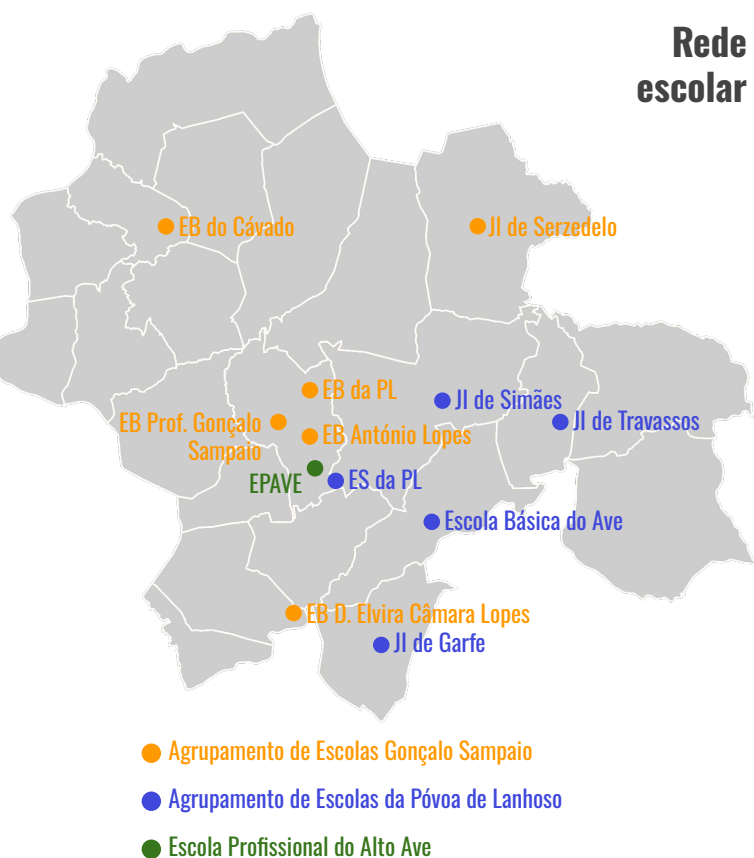 Rede
escolar
EB do Cávado
JI de Serzedelo
EB da PL
JI de Simães
EB Prof. Gonçalo
Sampaio
JI de Travassos
EB António Lopes
EPAVE
ES da PL
Escola Básica do Ave
EB D. Elvira Câmara Lopes
JI de Garfe
Agrupamento de Escolas Gonçalo Sampaio
Agrupamento de Escolas da Póvoa de Lanhoso
Escola Profissional do Alto Ave